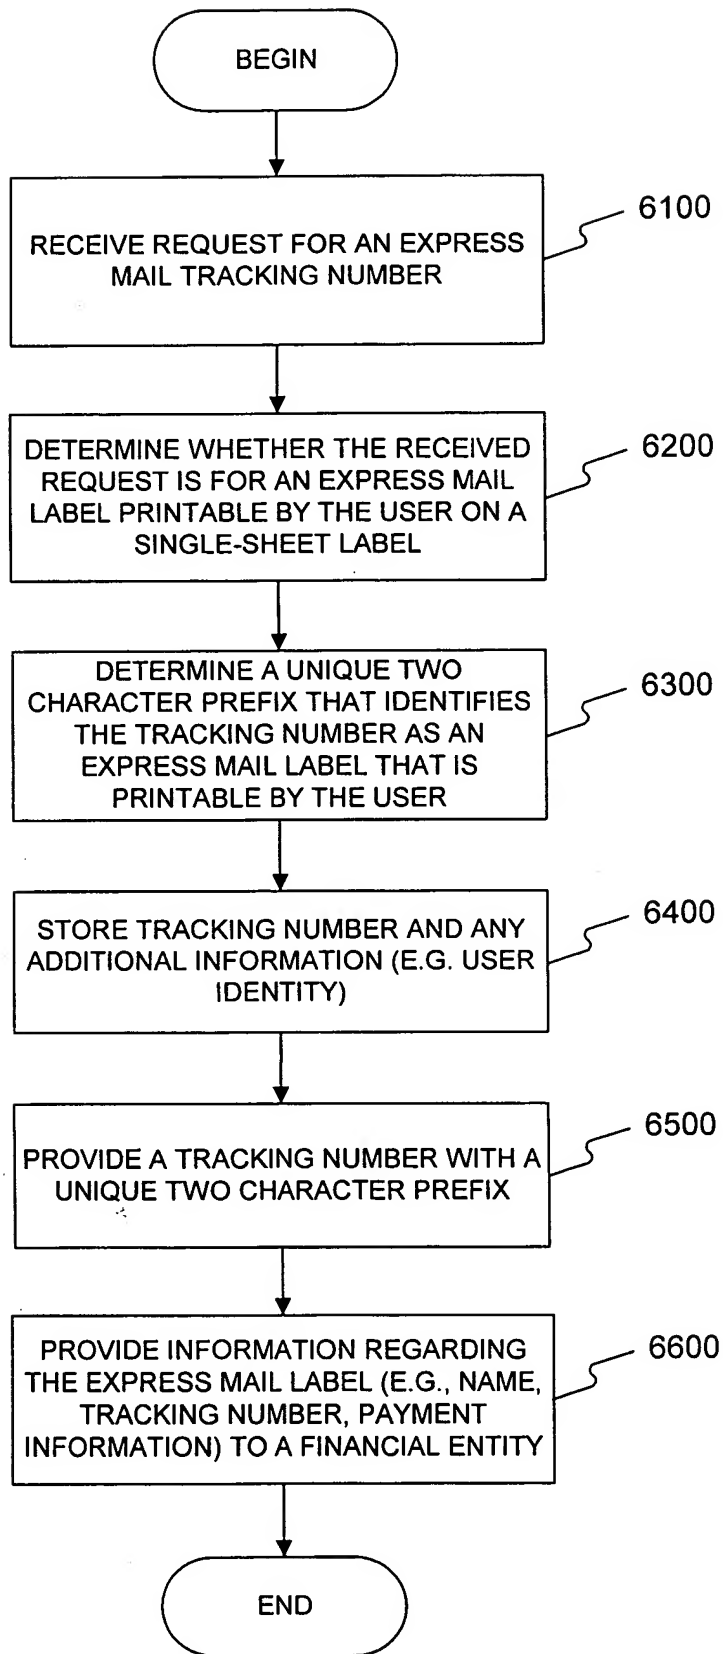 BEGIN
RECEIVE REQUEST FOR AN EXPRESS
MAIL TRACKING NUMBER
6100
DETERMINE WHETHER THE RECEIVED
REQUEST IS FOR AN EXPRESS MAIL
LABEL PRINTABLE BY THE USER ON A
SINGLE-SHEET LABEL
6200
DETERMINE A UNIQUE TWO
CHARACTER PREFIX THAT IDENTIFIES
THE TRACKING NUMBER AS AN
EXPRESS MAIL LABEL THAT IS
PRINTABLE BY THE USER
6300
STORE TRACKING NUMBER AND ANY
ADDITIONAL INFORMATION (E.G. USER
IDENTITY)
6400
PROVIDE A TRACKING NUMBER WITH A
UNIQUE TWO CHARACTER PREFIX
6500
PROVIDE INFORMATION REGARDING
THE EXPRESS MAIL LABEL (E.G., NAME,
TRACKING NUMBER, PAYMENT
INFORMATION) TO A FINANCIAL ENTITY
6600
END